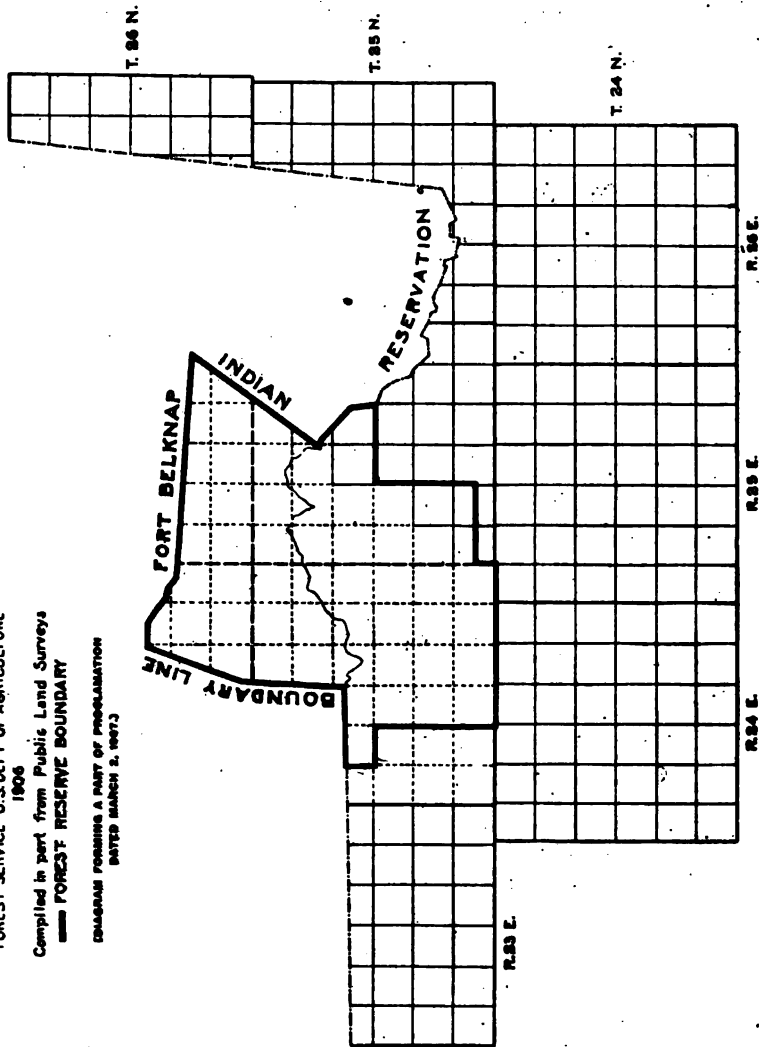 FOREST SERVICE U.S. DEP'T OF AGRICULTURE
1906
Compiled in part from Public Land Surveys
FOREST RESERVE BOUNDARY
[DIAGRAM FORMING A PART OF PROCLAMATION
DATED MARCH 2, 1907.]
T. 26 N.
T. 25 N.
T. 24 N.
FORT BELKNAP
INDIAN
RESERVATION
BOUNDARY LINE
R. 23 E.
R. 24 E.
R. 25 E.
R. 26 E.